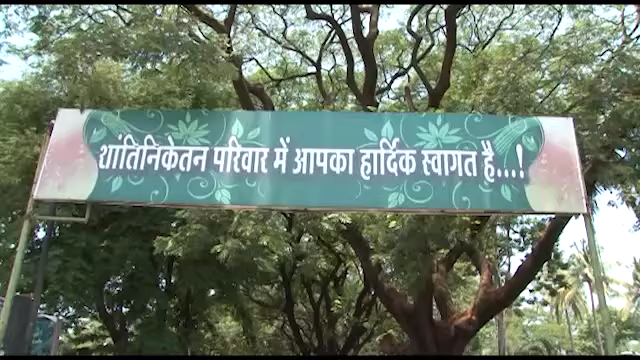 शांतिनिकेतन परिवार में आपका हार्दिक स्वागत है...!